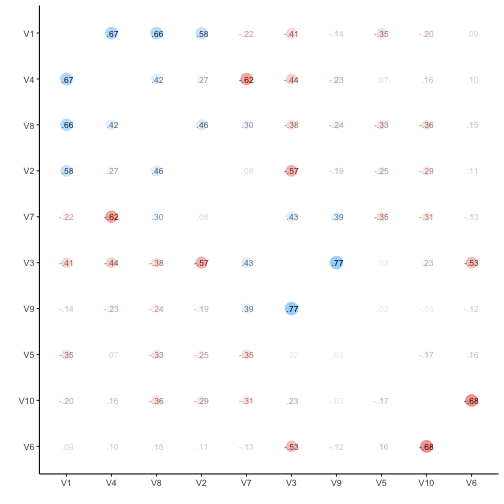 V1 .67 .66 .58 -.22 -.41 -.14 -.35 -.20 .09
V4 .67 .42 .27 -.62 -.44 -.23 .07 .16 .10
V8 .66 .42 .46 .30 -.38 -.24 -.33 -.36 .15
V2 .58 .27 .46 .08 -.57 -.19 -.25 -.29 .11
V7 -.22 -.62 .30 .08 .43 .39 -.35 -.31 -.13
V3 -.41 -.44 -.38 -.57 .43 .77 .02 .23 -.53
V9 -.14 -.23 -.24 -.19 .39 .77 .03 -.03 -.12
V5 -.35 .07 -.33 -.25 -.35 .02 .03 -.17 .16
V10 -.20 .16 -.36 -.29 -.31 .23 -.03 -.17 -.68
V6 .09 .10 .15 .11 -.13 -.53 -.12 .16 -.68
V1 V4 V8 V2 V7 V3 V9 V5 V10 V6